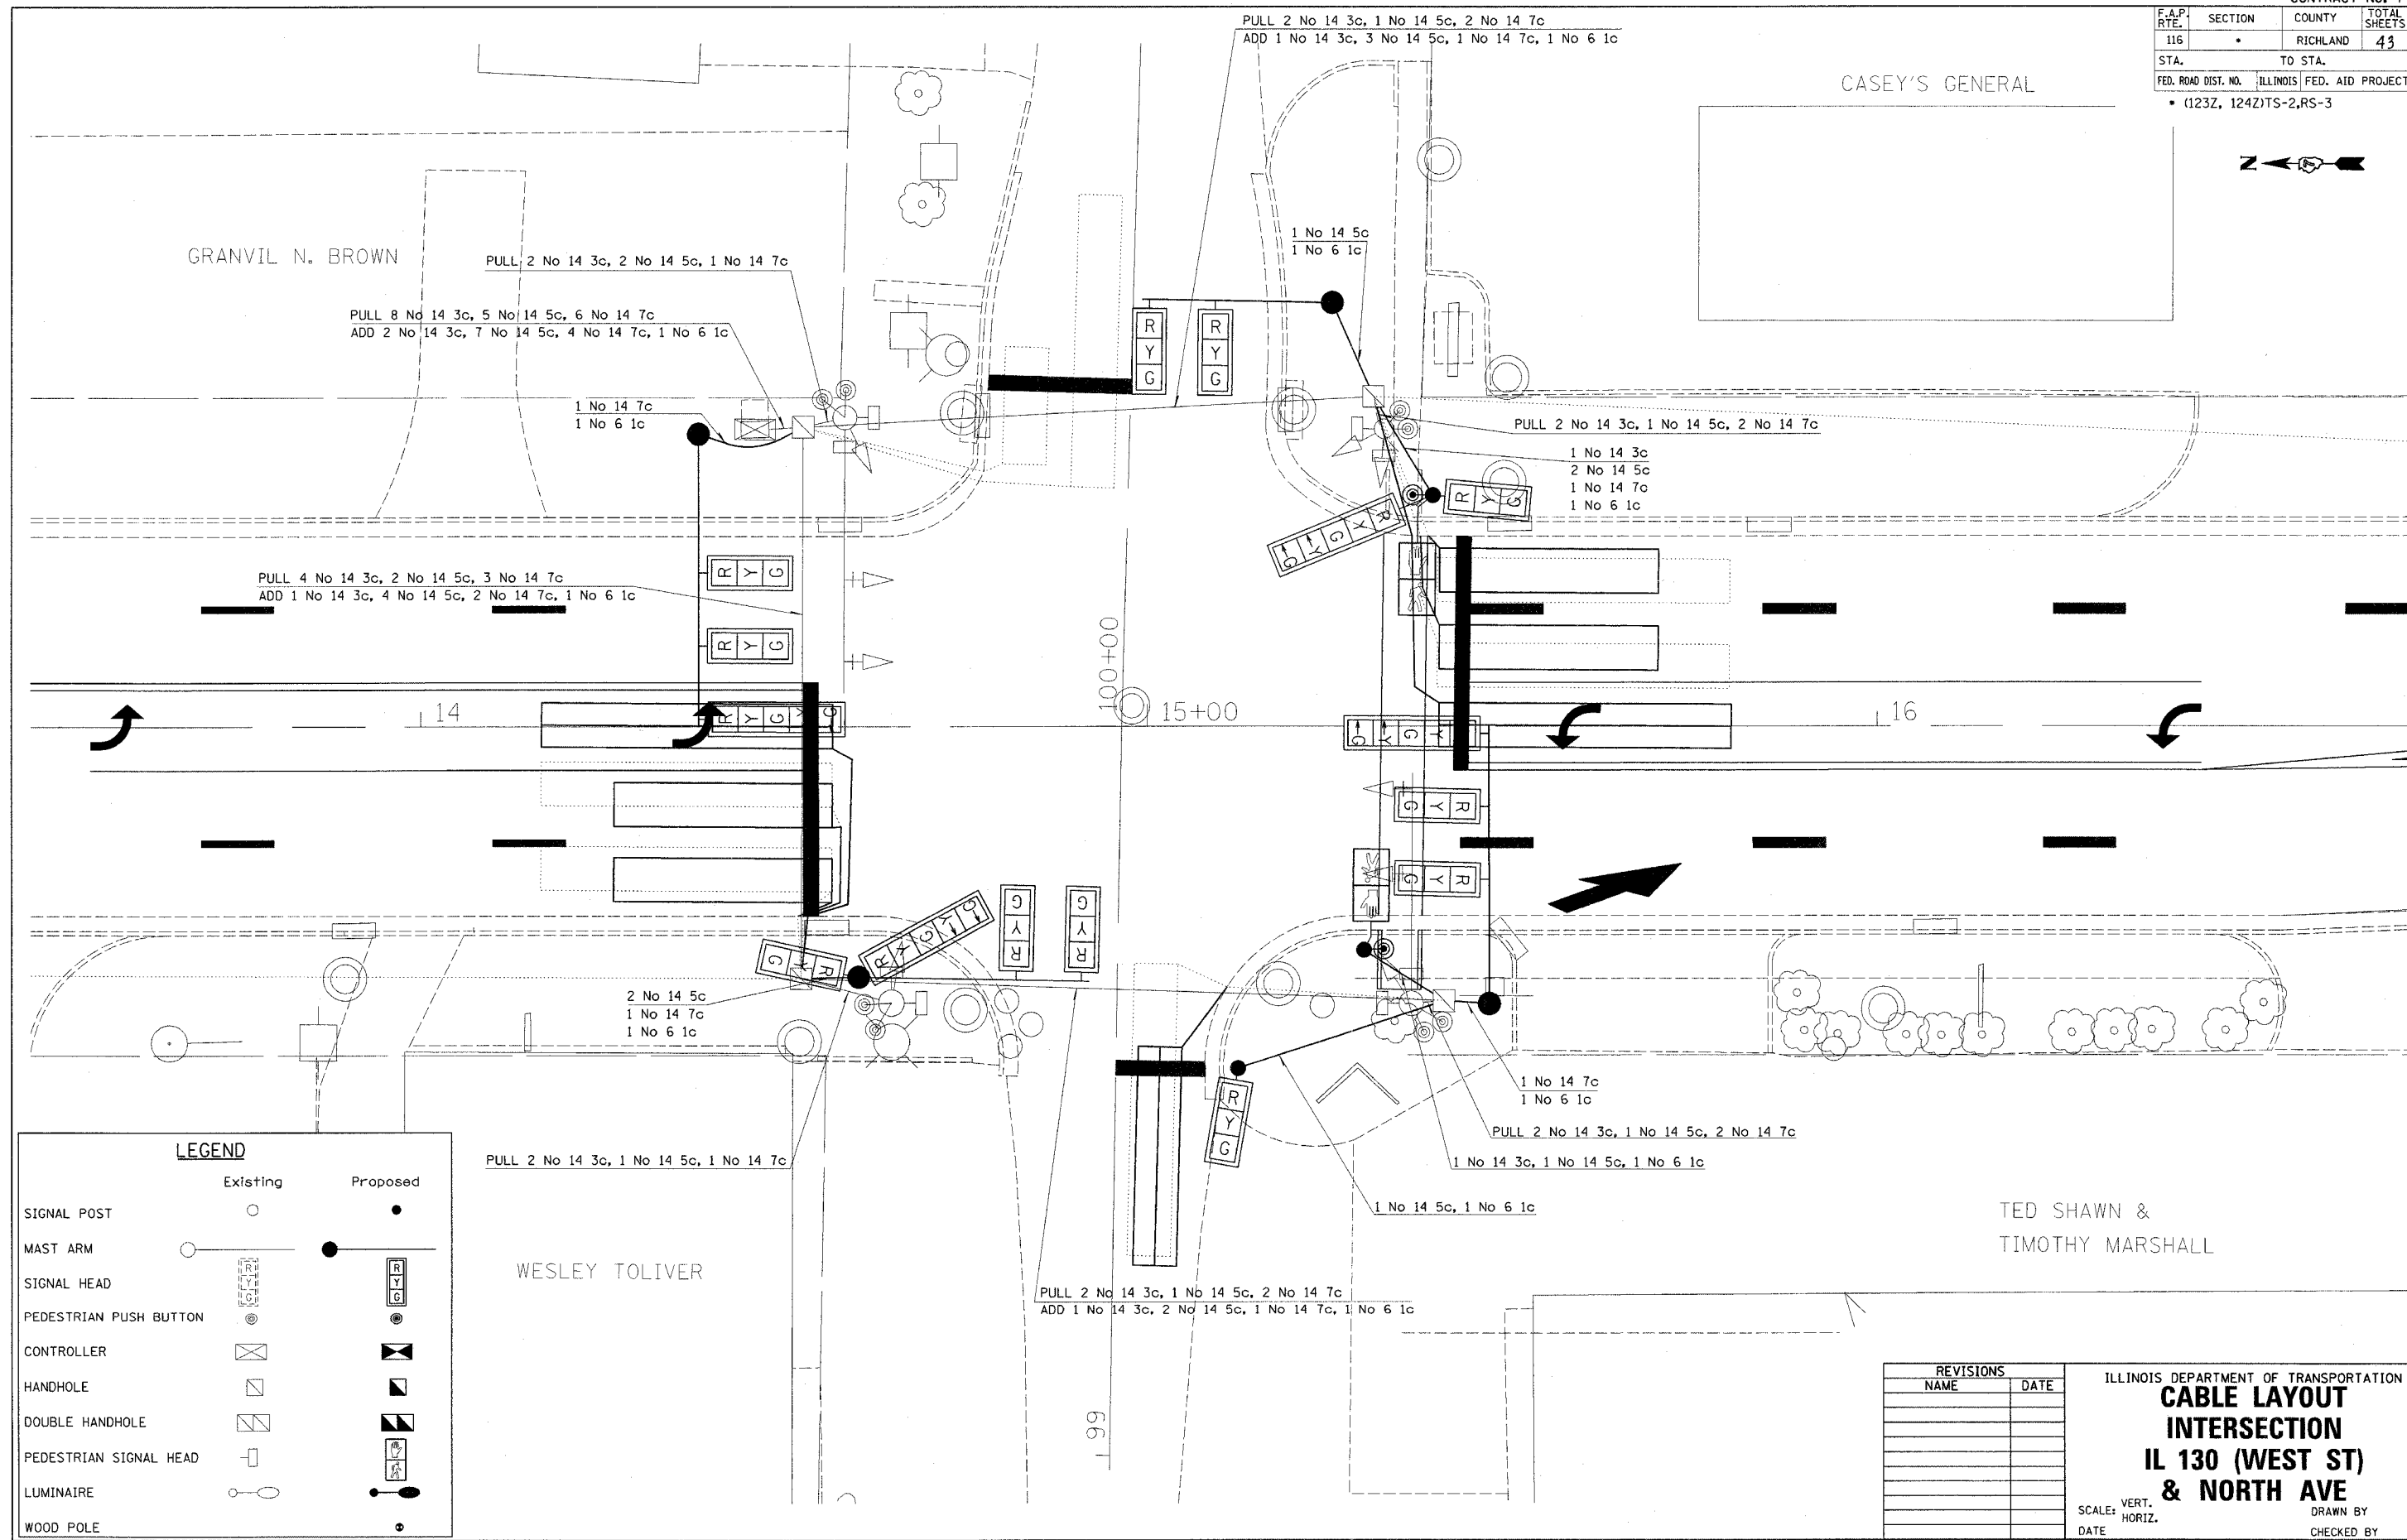 F.A.P. RTE. SECTION COUNTY TOTAL SHEETS
116 • RICHLAND 43
STA. TO STA.
FED. ROAD DIST. NO. ILLINOIS FED. AID PROJECT
• (123Z, 124Z)TS-2,RS-3
Z
CASEY'S GENERAL
PULL 2 No 14 3c, 1 No 14 5c, 2 No 14 7c
ADD 1 No 14 3c, 3 No 14 5c, 1 No 14 7c, 1 No 6 1c
GRANVIL N. BROWN
PULL 2 No 14 3c, 2 No 14 5c, 1 No 14 7c
PULL 8 No 14 3c, 5 No 14 5c, 6 No 14 7c
ADD 2 No 14 3c, 7 No 14 5c, 4 No 14 7c, 1 No 6 1c
1 No 14 5c
1 No 6 1c
R Y G
R Y G
1 No 14 7c
1 No 6 1c
PULL 2 No 14 3c, 1 No 14 5c, 2 No 14 7c
1 No 14 3c
2 No 14 5c
1 No 14 7c
1 No 6 1c
R Y G
R Y G Y G
PULL 4 No 14 3c, 2 No 14 5c, 3 No 14 7c
ADD 1 No 14 3c, 4 No 14 5c, 2 No 14 7c, 1 No 6 1c
R Y G
R Y G
R Y G Y G
14
100+00
15+00
16
G Y G Y
G Y R
G Y R
G Y R
R Y G Y G
G Y R
G Y R
2 No 14 5c
1 No 14 7c
1 No 6 1c
1 No 14 7c
1 No 6 1c
R Y G
PULL 2 No 14 3c, 1 No 14 5c, 2 No 14 7c
1 No 14 3c, 1 No 14 5c, 1 No 6 1c
1 No 14 5c, 1 No 6 1c
PULL 2 No 14 3c, 1 No 14 5c, 1 No 14 7c
WESLEY TOLIVER
TED SHAWN &
TIMOTHY MARSHALL
PULL 2 No 14 3c, 1 No 14 5c, 2 No 14 7c
ADD 1 No 14 3c, 2 No 14 5c, 1 No 14 7c, 1 No 6 1c
99
LEGEND
Existing Proposed
SIGNAL POST
MAST ARM
SIGNAL HEAD R Y G R Y G
PEDESTRIAN PUSH BUTTON
CONTROLLER
HANDHOLE
DOUBLE HANDHOLE
PEDESTRIAN SIGNAL HEAD
LUMINAIRE
WOOD POLE
REVISIONS
NAME DATE
ILLINOIS DEPARTMENT OF TRANSPORTATION
CABLE LAYOUT
INTERSECTION
IL 130 (WEST ST)
& NORTH AVE
SCALE: VERT. HORIZ.
DATE
DRAWN BY
CHECKED BY